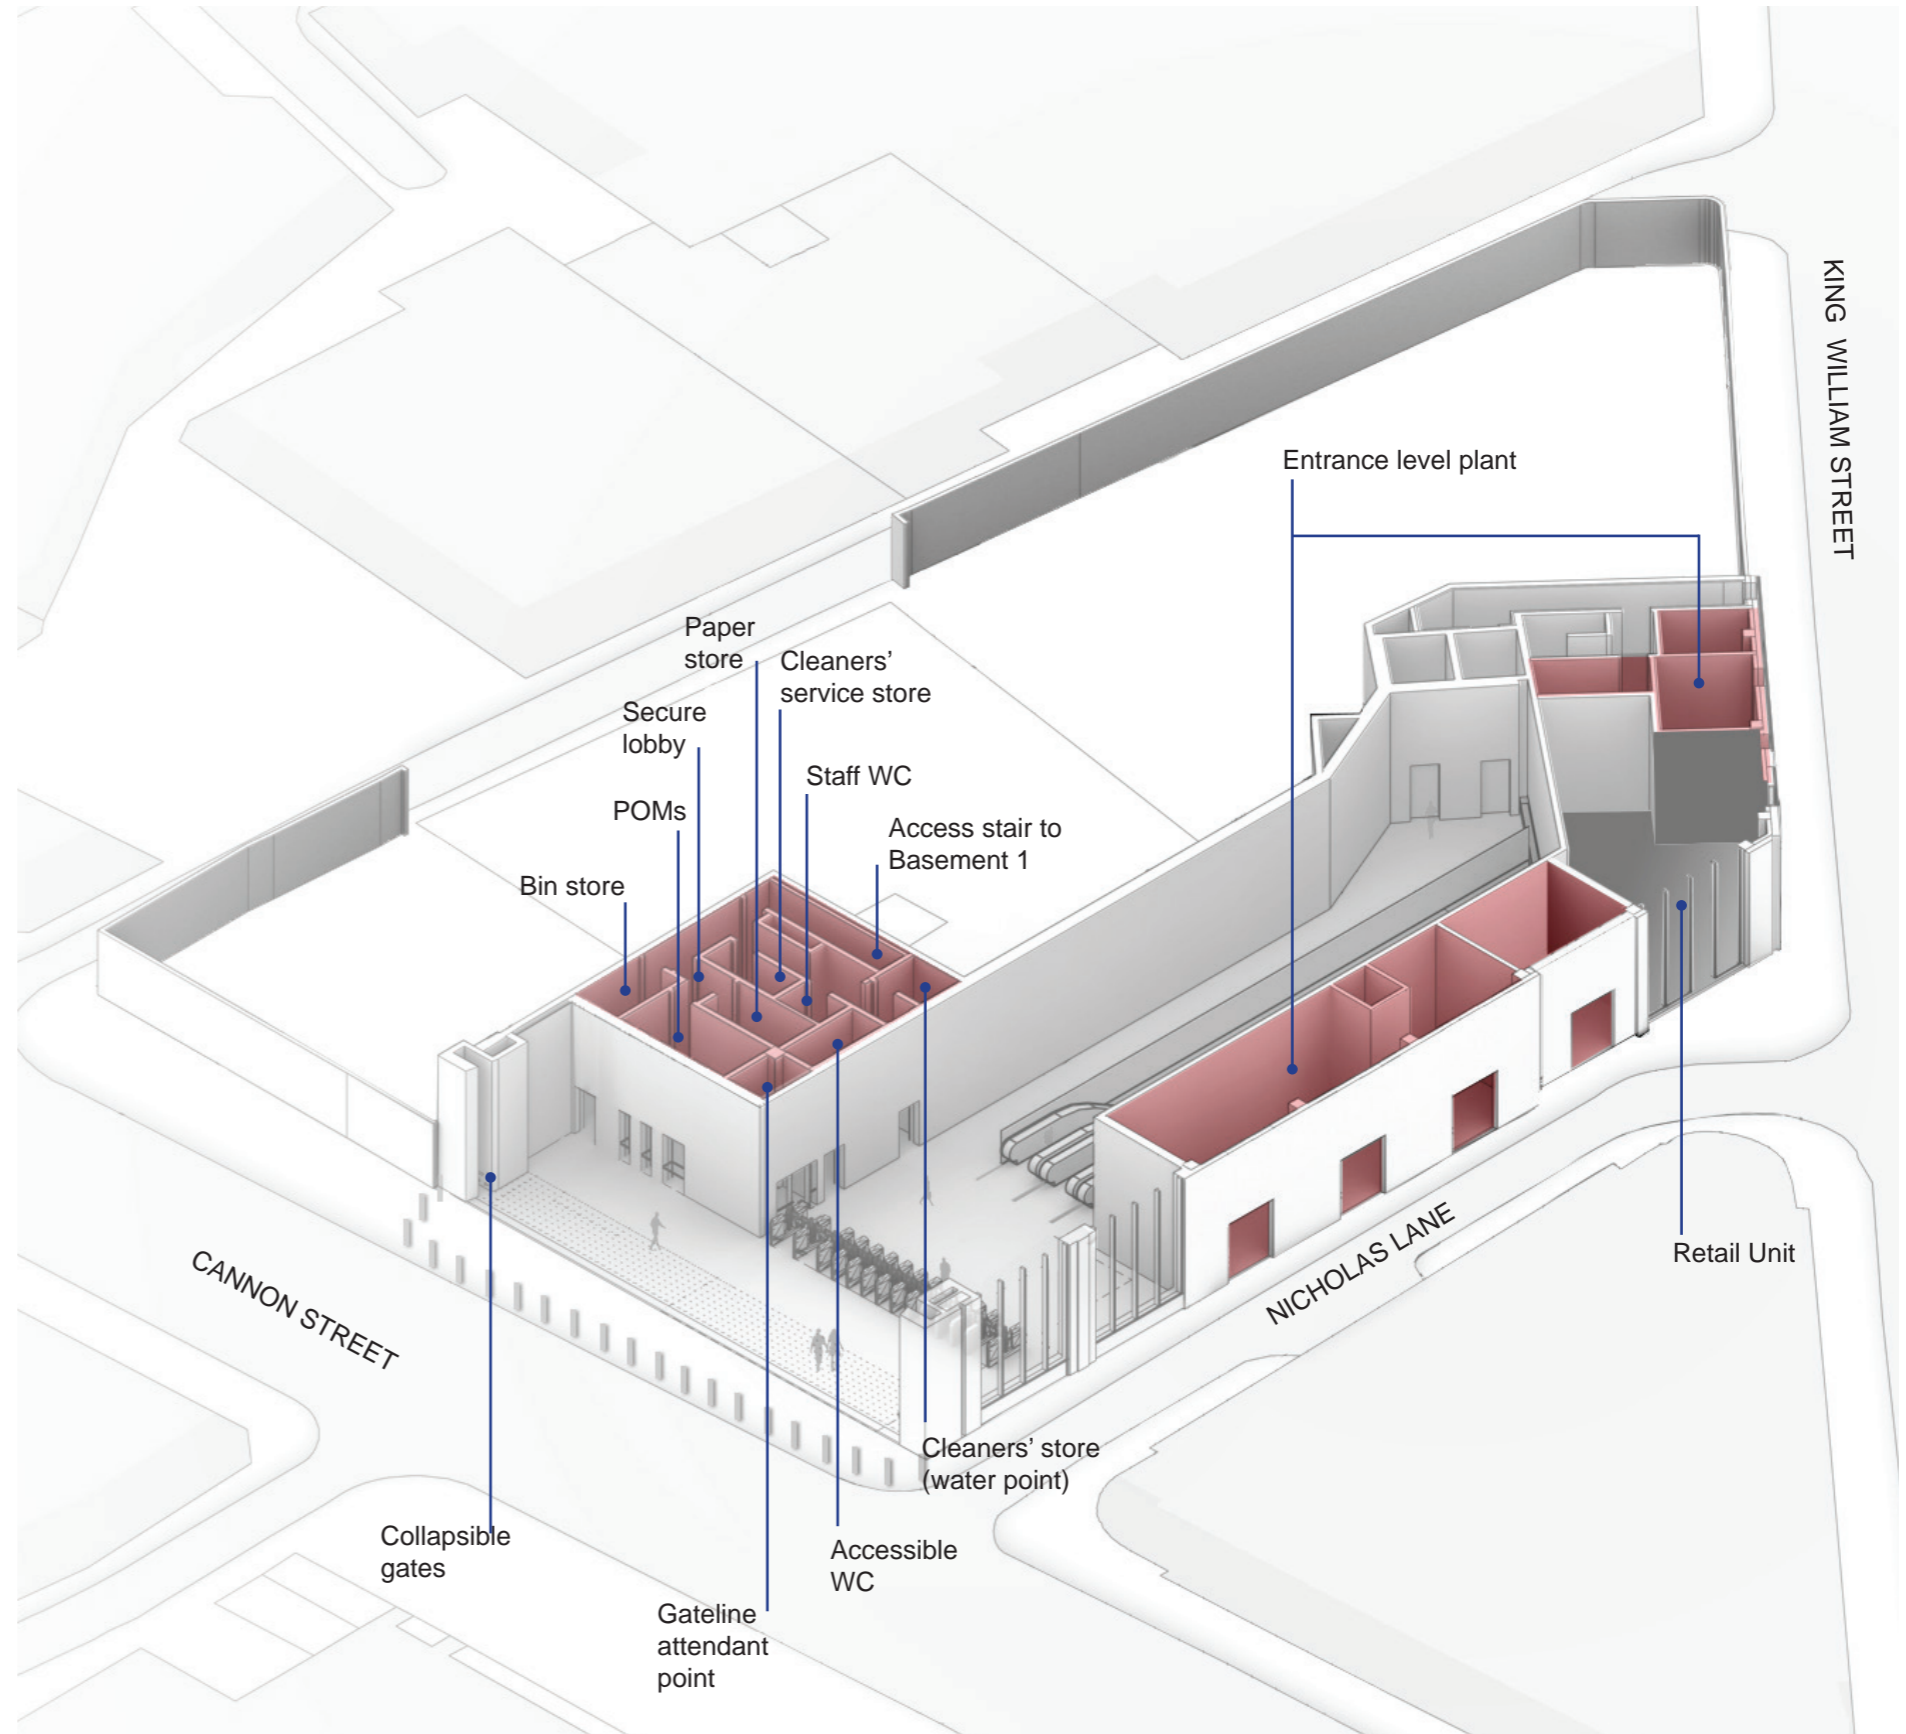 KING WILLIAM STREET
Entrance level plant
Paper
store
Cleaners’
service store
Secure
lobby
Staff WC
POMs
Access stair to
Basement 1
Bin store
CANNON STREET
NICHOLAS LANE
Retail Unit
Cleaners’ store
(water point)
Collapsible
gates
Accessible
WC
Gateline
attendant
point